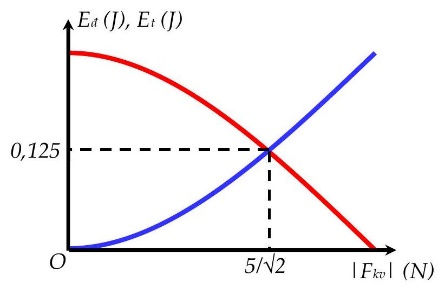 Eđ (J), Et (J)
0,125
O
5/√2
|Fkv| (N)